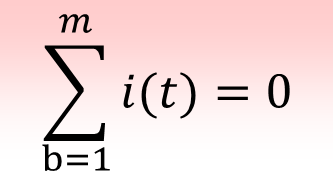 m
∑ i(t) = 0
b=1